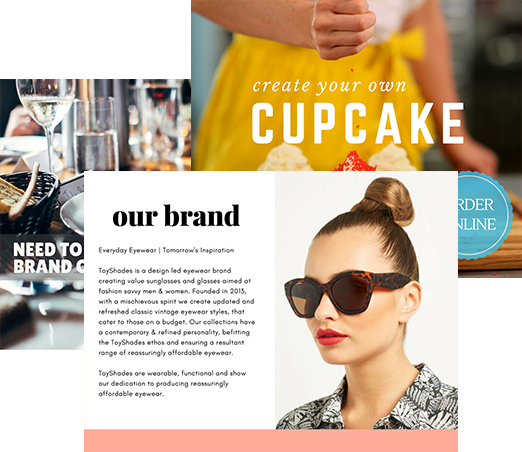 create your own
CUPCAKE
ORDER
ONLINE
NEED TO
BRAND
our brand
Everyday Eyewear | Tomorrow's Inspiration
ToyShades is a design led eyewear brand
creating value sunglasses and glasses aimed at
fashion savvy men & women. Founded in 2013,
with a mischievous spirit we create updated and
refreshed classic vintage eyewear styles, that
cater to those on a budget. Our collections have
a contemporary & refined personality, befitting
the ToyShades ethos and ensuring a resultant
range of reassuringly affordable eyewear.
ToyShades are wearable, functional and show
our dedication to producing reassuringly
affordable eyewear.